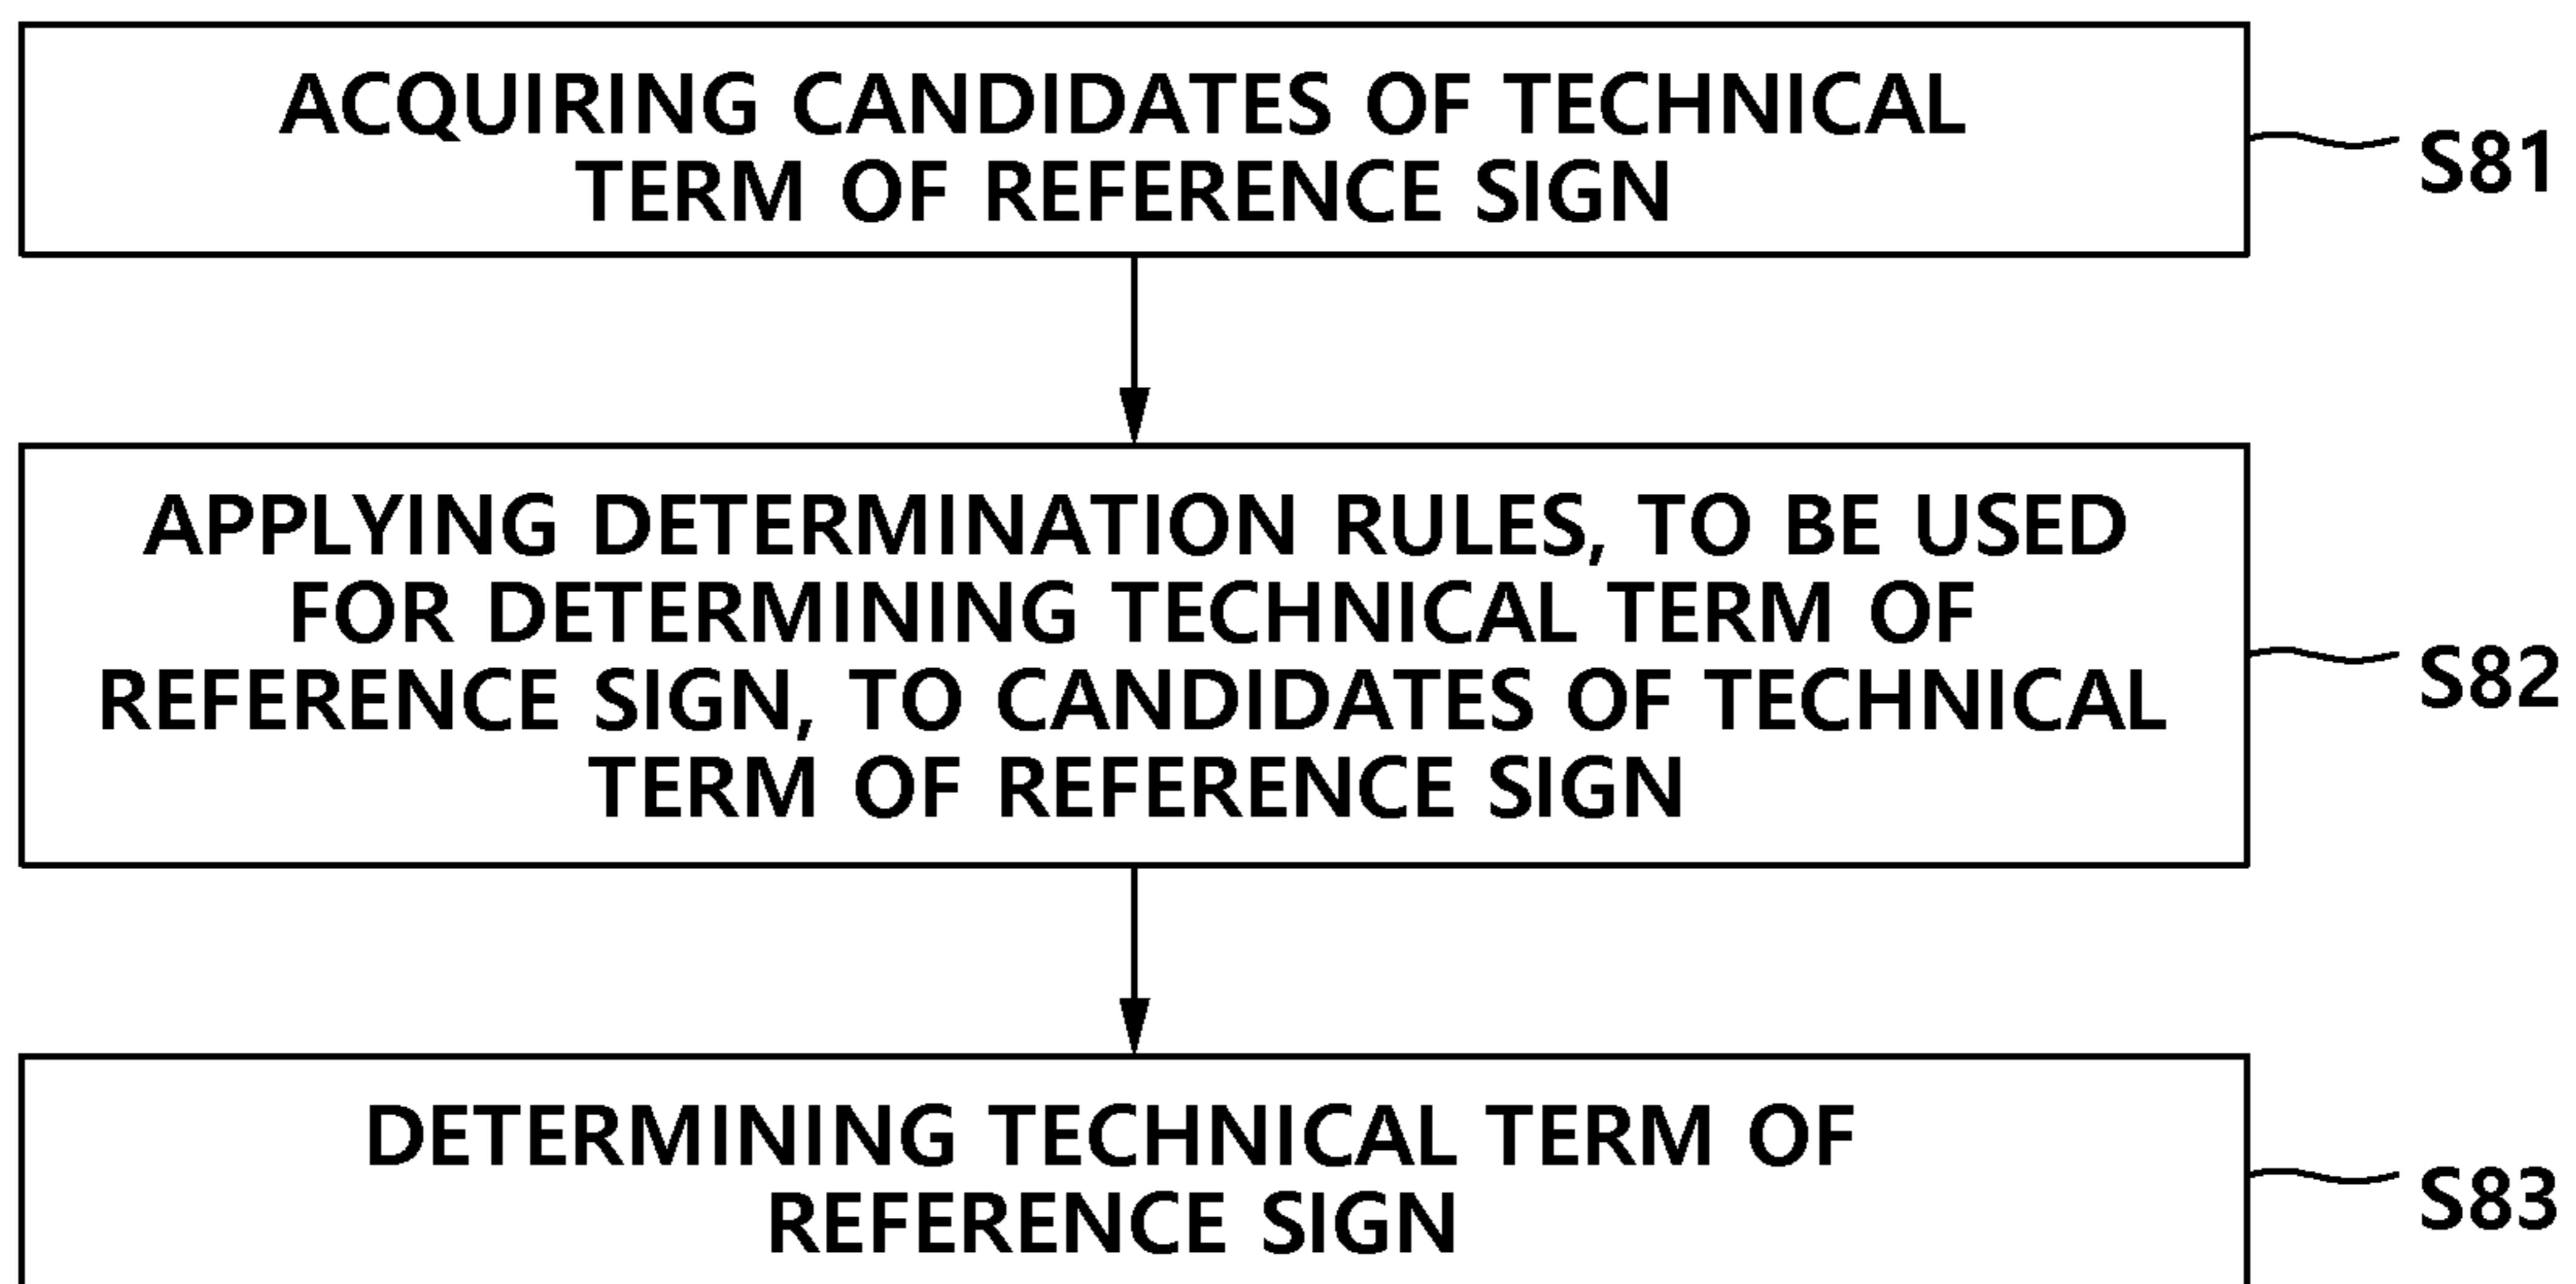 ACQUIRING CANDIDATES OF TECHNICAL
TERM OF REFERENCE SIGN
S81
APPLYING DETERMINATION RULES, TO BE USED
FOR DETERMINING TECHNICAL TERM OF
REFERENCE SIGN, TO CANDIDATES OF TECHNICAL
TERM OF REFERENCE SIGN
S82
DETERMINING TECHNICAL TERM OF
REFERENCE SIGN
S83